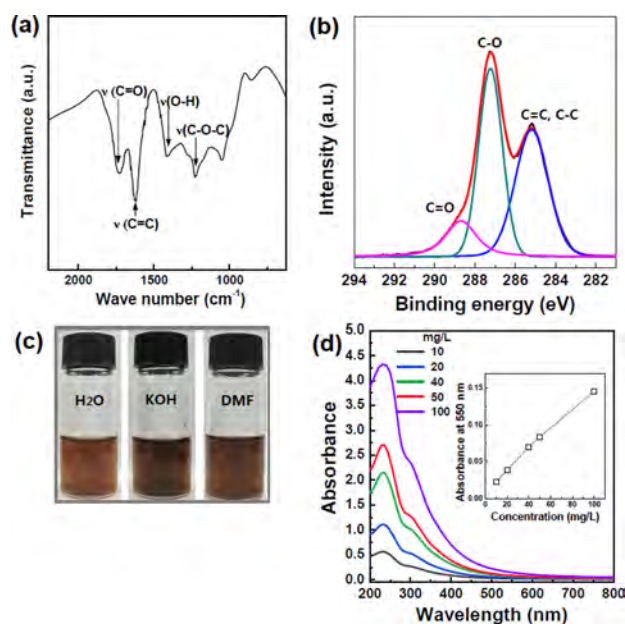 (a)
Transmittance (a.u.)
ν (C=O)
ν(O-H)
ν(C-O-C)
ν (C=C)
2000 1500 1000
Wave number (cm⁻¹)
(b)
Intensity (a.u.)
C-O
C=C, C-C
C=O
294 292 290 288 286 284 282
Binding energy (eV)
(c)
H2O KOH DMF
(d)
Absorbance
5.0
4.5
4.0
3.5
3.0
2.5
2.0
1.5
1.0
0.5
0.0
mg/L
10
20
40
50
100
Absorbance at 550 nm
0.15
0.10
0.05
0.00
0 20 40 60 80 100
Concentration (mg/L)
200 300 400 500 600 700 800
Wavelength (nm)